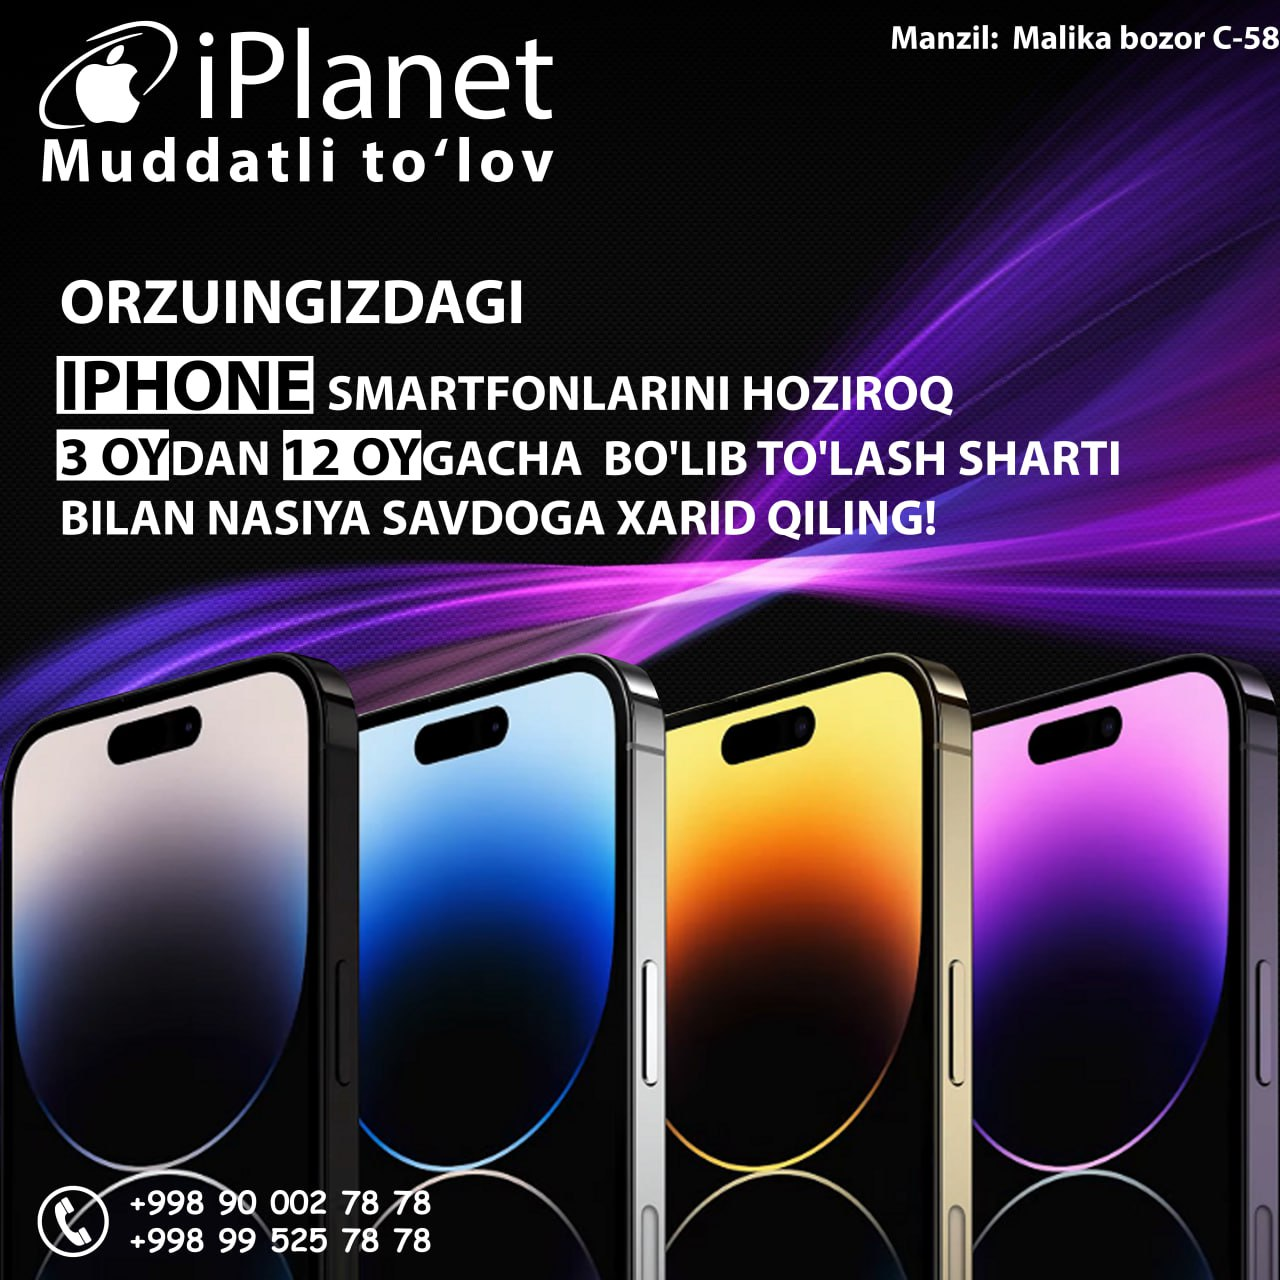 iPlanet
Manzil: Malika bozor C-58
Muddatli to‘lov
ORZUINGIZDAGI
IPHONE SMARTFONLARINI HOZIROQ
3 OYDAN 12 OYGACHA BO'LIB TO'LASH SHARTI
BILAN NASIYA SAVDOGA XARID QILING!
+998 90 002 78 78
+998 99 525 78 78